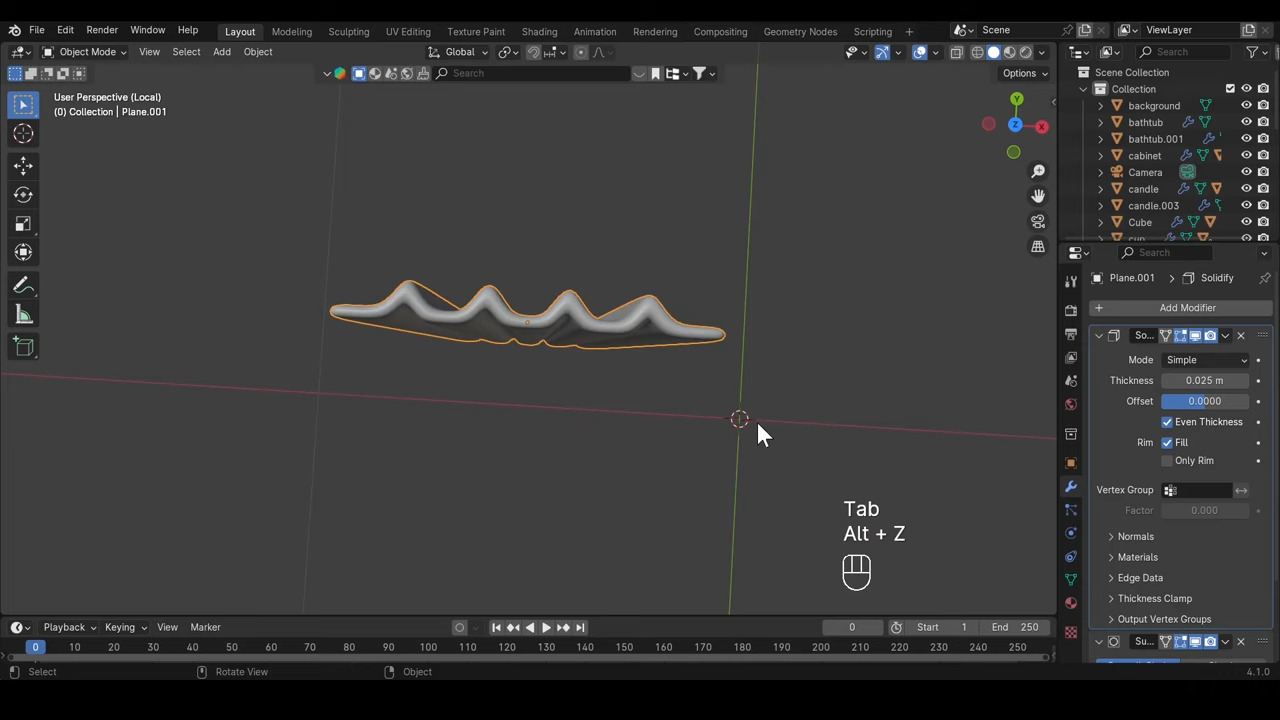 File Edit Render Window Help Layout Modeling Sculpting UV Editing Texture Paint Shading Animation Rendering Compositing Geometry Nodes Scripting + Scene ViewLayer
Object Mode View Select Add Object Global Search
Search Options
User Perspective (Local)
(0) Collection | Plane.001
Y
Z
X
Scene Collection
Collection
background
bathtub
bathtub.001
cabinet
Camera
candle
candle.003
Cube
cup
Search
Plane.001 > Solidify
+ Add Modifier
So...
Mode Simple
Thickness 0.025 m
Offset 0.0000
Even Thickness
Rim Fill
Only Rim
Vertex Group
Factor 0.000
Normals
Materials
Edge Data
Thickness Clamp
Output Vertex Groups
Su...
Tab
Alt + Z
Playback Keying View Marker 0 Start 1 End 250
0 10 20 30 40 50 60 70 80 90 100 110 120 130 140 150 160 170 180 190 200 210 220 230 240 250
Select Rotate View Object 4.1.0